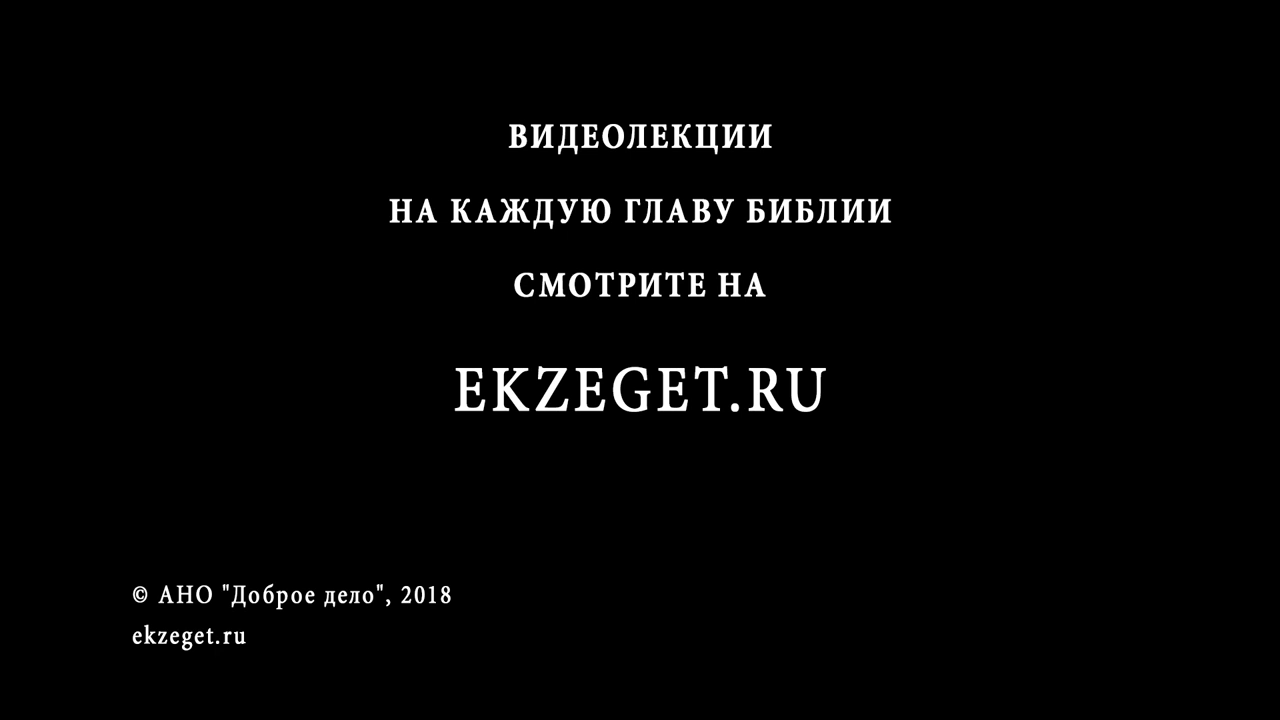 ВИДЕОЛЕКЦИИ
НА КАЖДУЮ ГЛАВУ БИБЛИИ
СМОТРИТЕ НА
EKZEGET.RU
© АНО "Доброе дело", 2018
ekzeget.ru